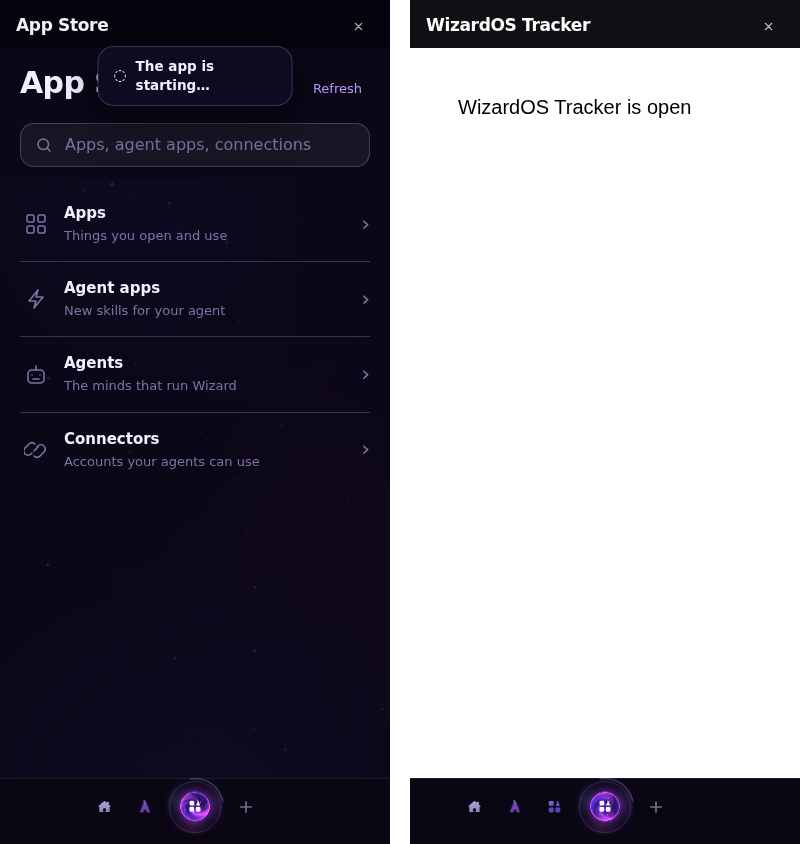 App Store
×
The app is
starting…
App
Refresh
Apps, agent apps, connections
Apps
Things you open and use
Agent apps
New skills for your agent
Agents
The minds that run Wizard
Connectors
Accounts your agents can use
WizardOS Tracker
×
WizardOS Tracker is open